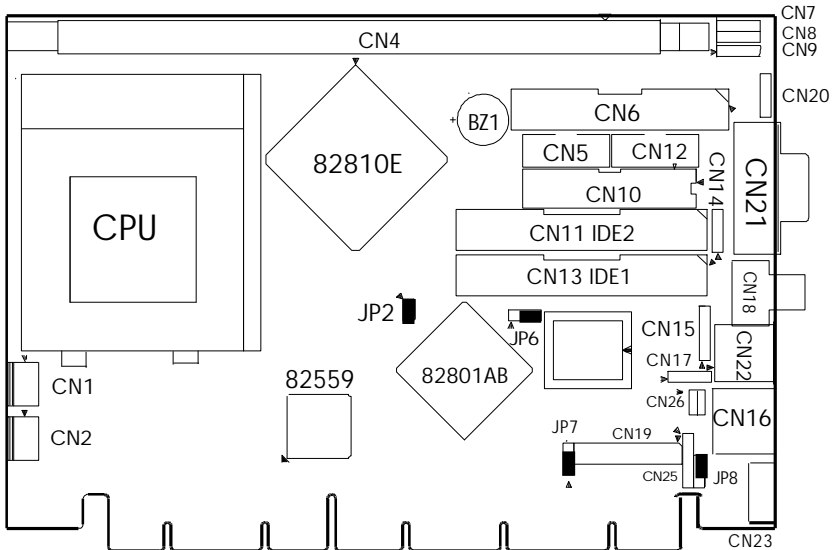 CN7
CN8
CN9
CN4
CN20
CN6
BZ1
CN5
CN12
CN14
82810E
CN10
CN21
CPU
CN11 IDE2
CN13 IDE1
CN18
JP2
JP6
CN15
CN22
CN17
82801AB
82559
CN1
CN26
CN16
CN2
JP7
CN19
CN25
JP8
CN23